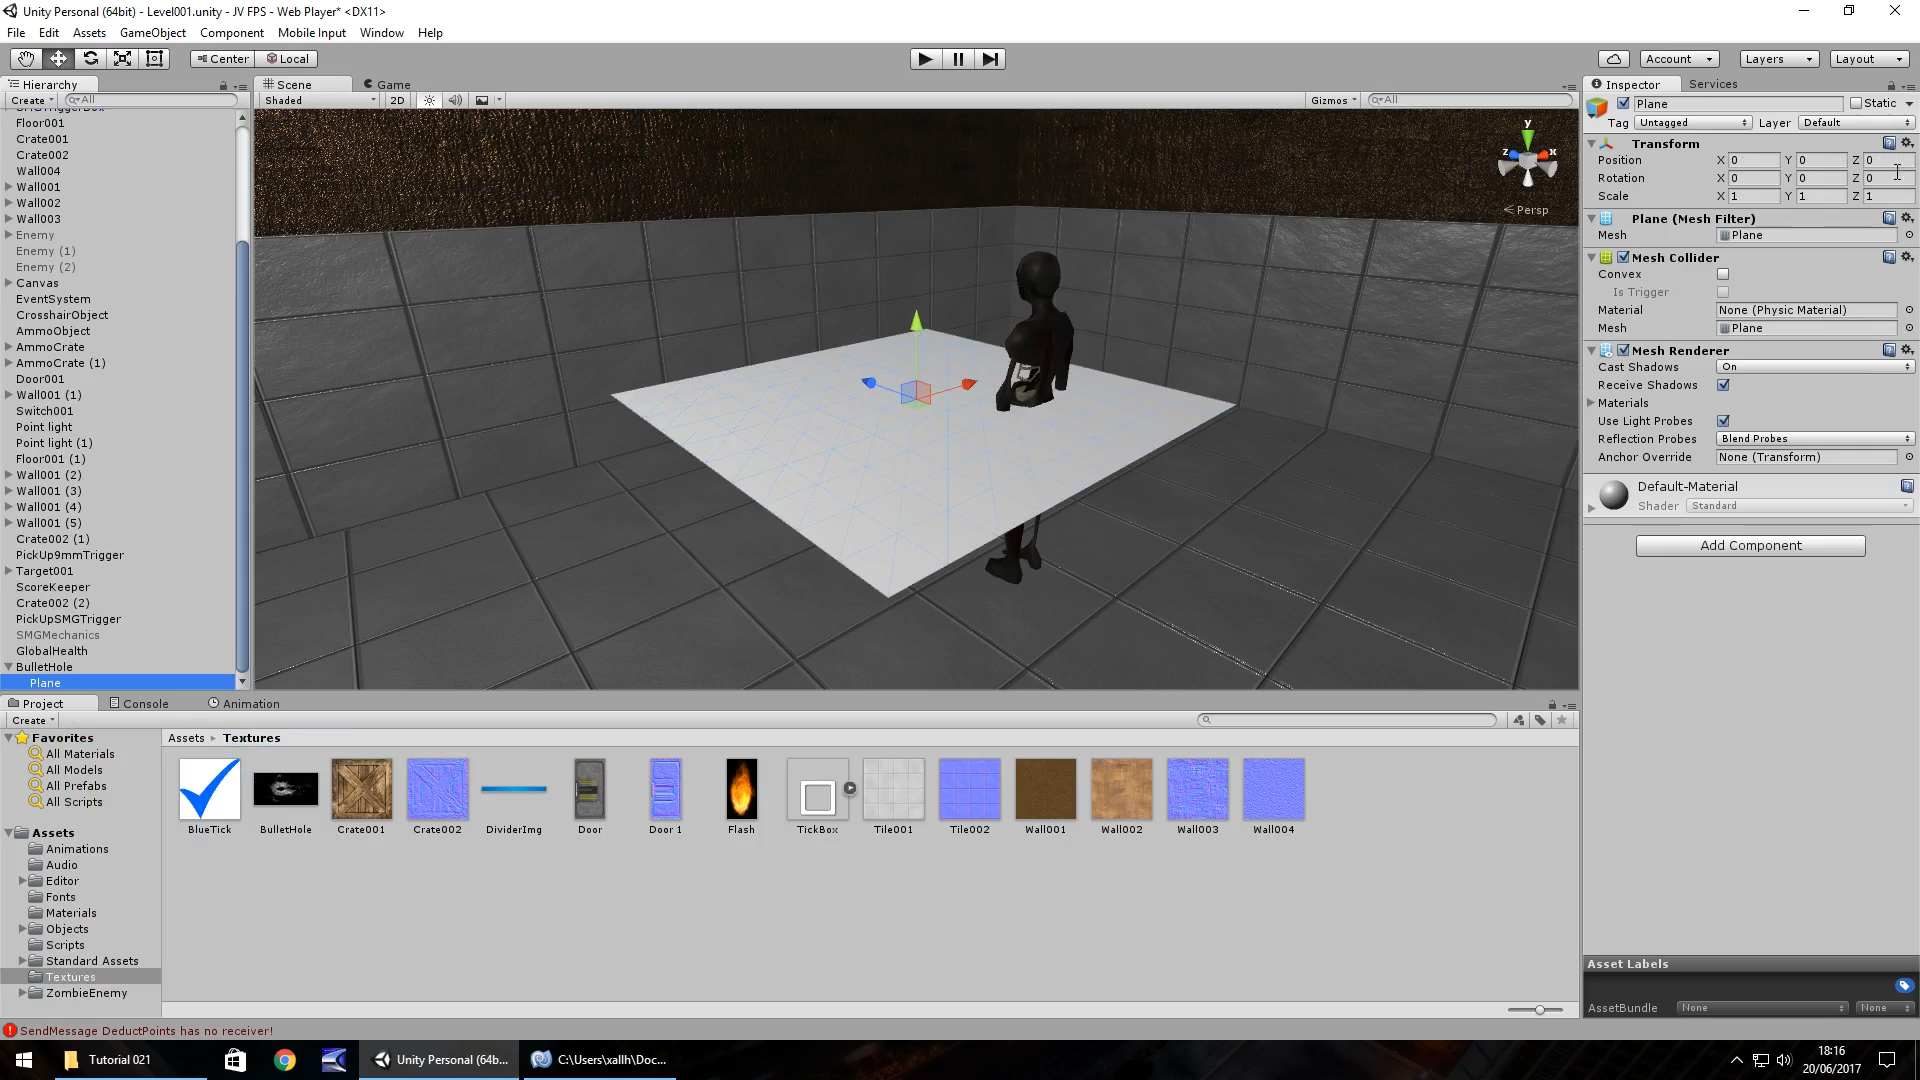 Unity Personal (64bit) - Level001.unity - JV FPS - Web Player* <DX11>
File Edit Assets GameObject Component Mobile Input Window Help
Center Local Account Layers Layout
Hierarchy Scene Game Inspector Services
Create All Shaded 2D Gizmos All Plane Static
Tag Untagged Layer Default
SMGTriggerBox
Floor001
Crate001
Crate002
Wall004
Wall001
Wall002
Wall003
Enemy
Enemy (1)
Enemy (2)
Canvas
EventSystem
CrosshairObject
AmmoObject
AmmoCrate
AmmoCrate (1)
Door001
Wall001 (1)
Switch001
Point light
Point light (1)
Floor001 (1)
Wall001 (2)
Wall001 (3)
Wall001 (4)
Wall001 (5)
Crate002 (1)
PickUp9mmTrigger
Target001
ScoreKeeper
Crate002 (2)
PickUpSMGTrigger
SMGMechanics
GlobalHealth
BulletHole
Plane
y
z x
Persp
Transform
Position X 0 Y 0 Z 0
Rotation X 0 Y 0 Z 0
Scale X 1 Y 1 Z 1
Plane (Mesh Filter)
Mesh Plane
Mesh Collider
Convex
Is Trigger
Material None (Physic Material)
Mesh Plane
Mesh Renderer
Cast Shadows On
Receive Shadows
Materials
Use Light Probes
Reflection Probes Blend Probes
Anchor Override None (Transform)
Default-Material
Shader Standard
Add Component
Project Console Animation
Create
Favorites
All Materials
All Models
All Prefabs
All Scripts
Assets
Animations
Audio
Editor
Fonts
Materials
Objects
Scripts
Standard Assets
Textures
ZombieEnemy
Assets Textures
BlueTick BulletHole Crate001 Crate002 DividerImg Door Door 1 Flash TickBox Tile001 Tile002 Wall001 Wall002 Wall003 Wall004
Asset Labels
AssetBundle None None
SendMessage DeductPoints has no receiver!
Tutorial 021 Unity Personal (64b... C:\Users\xallh\Doc...
18:16
20/06/2017